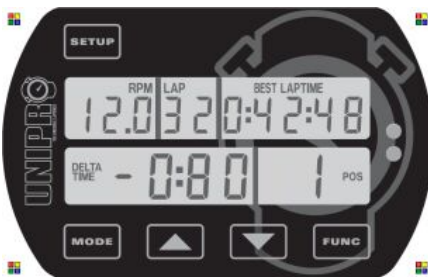 SETUP
RPM LAP BEST LAPTIME
12.0 32 0:42:48
UNIPRO
DELTA TIME - 0:80 1 POS
MODE FUNC